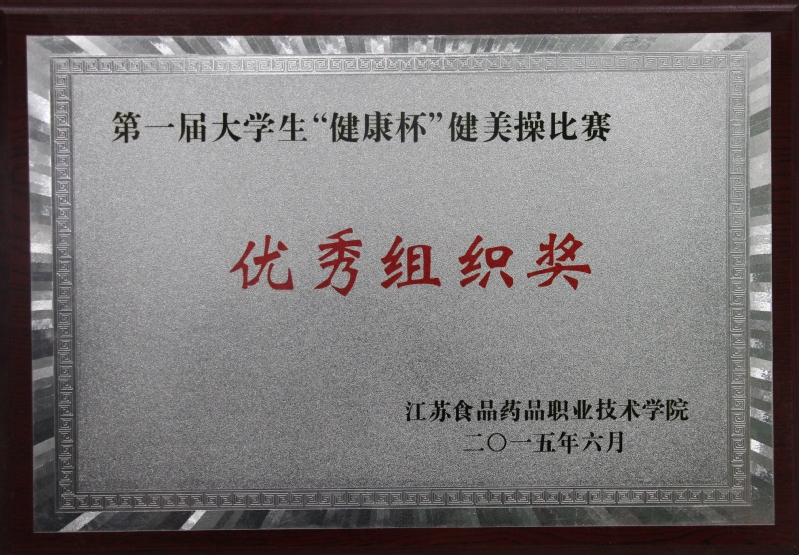 第一届大学生“健康杯”健美操比赛
优秀组织奖
江苏食品药品职业技术学院
二〇一五年六月